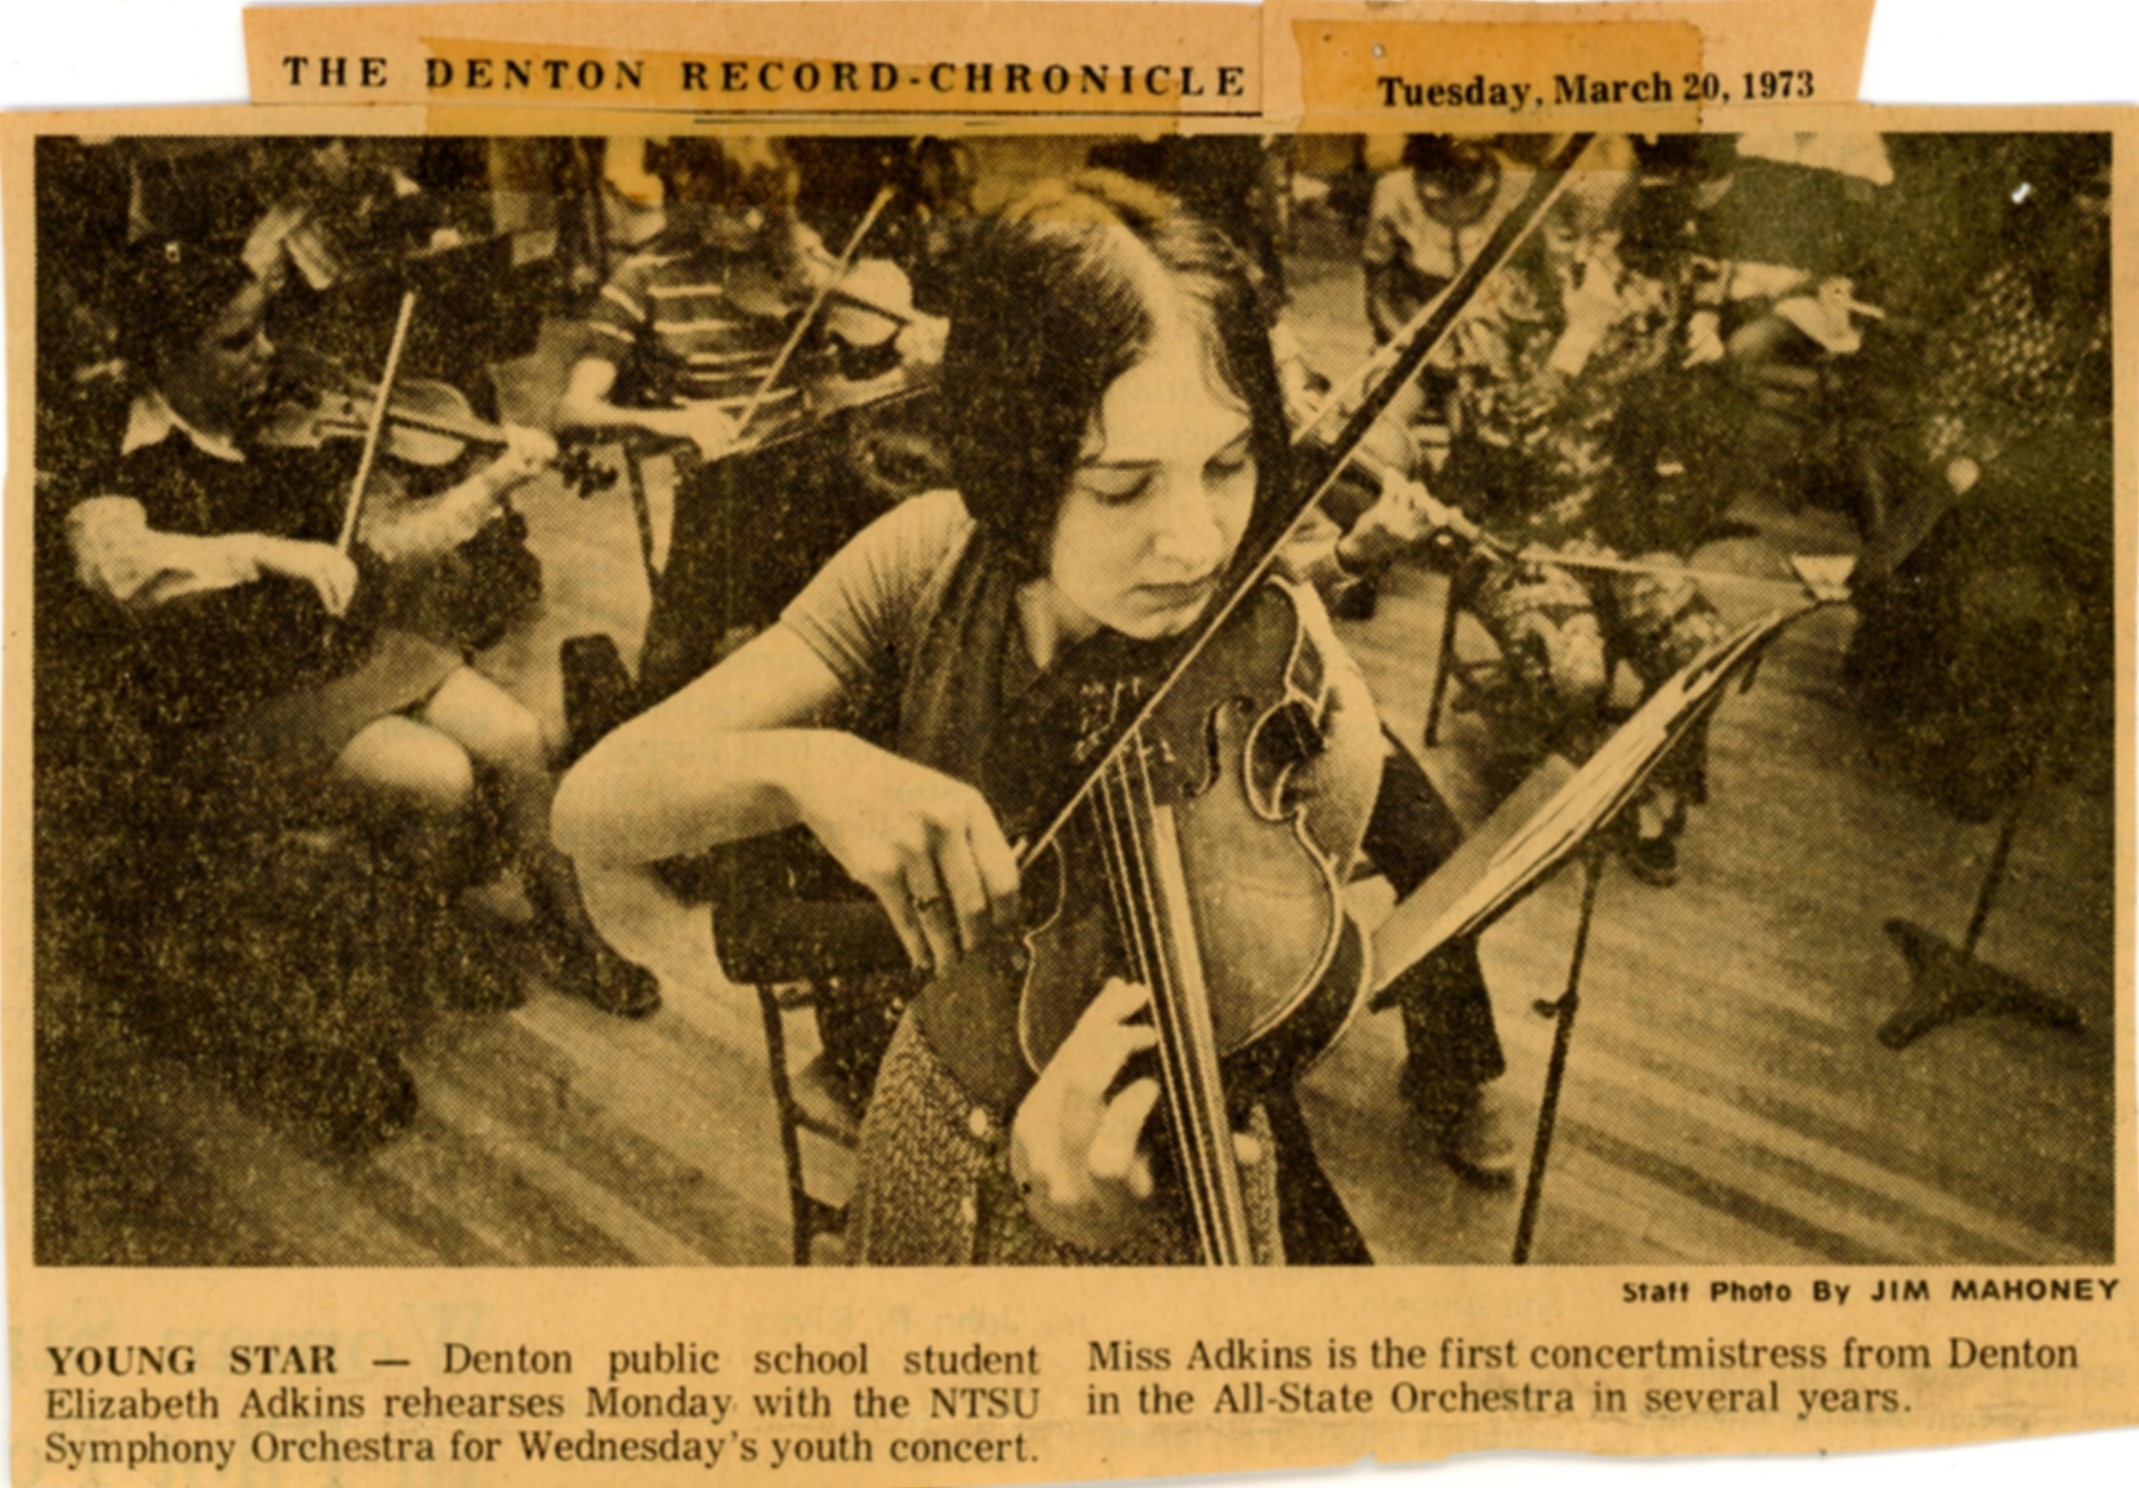 THE DENTON RECORD-CHRONICLE
Tuesday, March 20, 1973
Staff Photo By JIM MAHONEY
YOUNG STAR — Denton public school student
Elizabeth Adkins rehearses Monday with the NTSU
Symphony Orchestra for Wednesday's youth concert.
Miss Adkins is the first concertmistress from Denton
in the All-State Orchestra in several years.